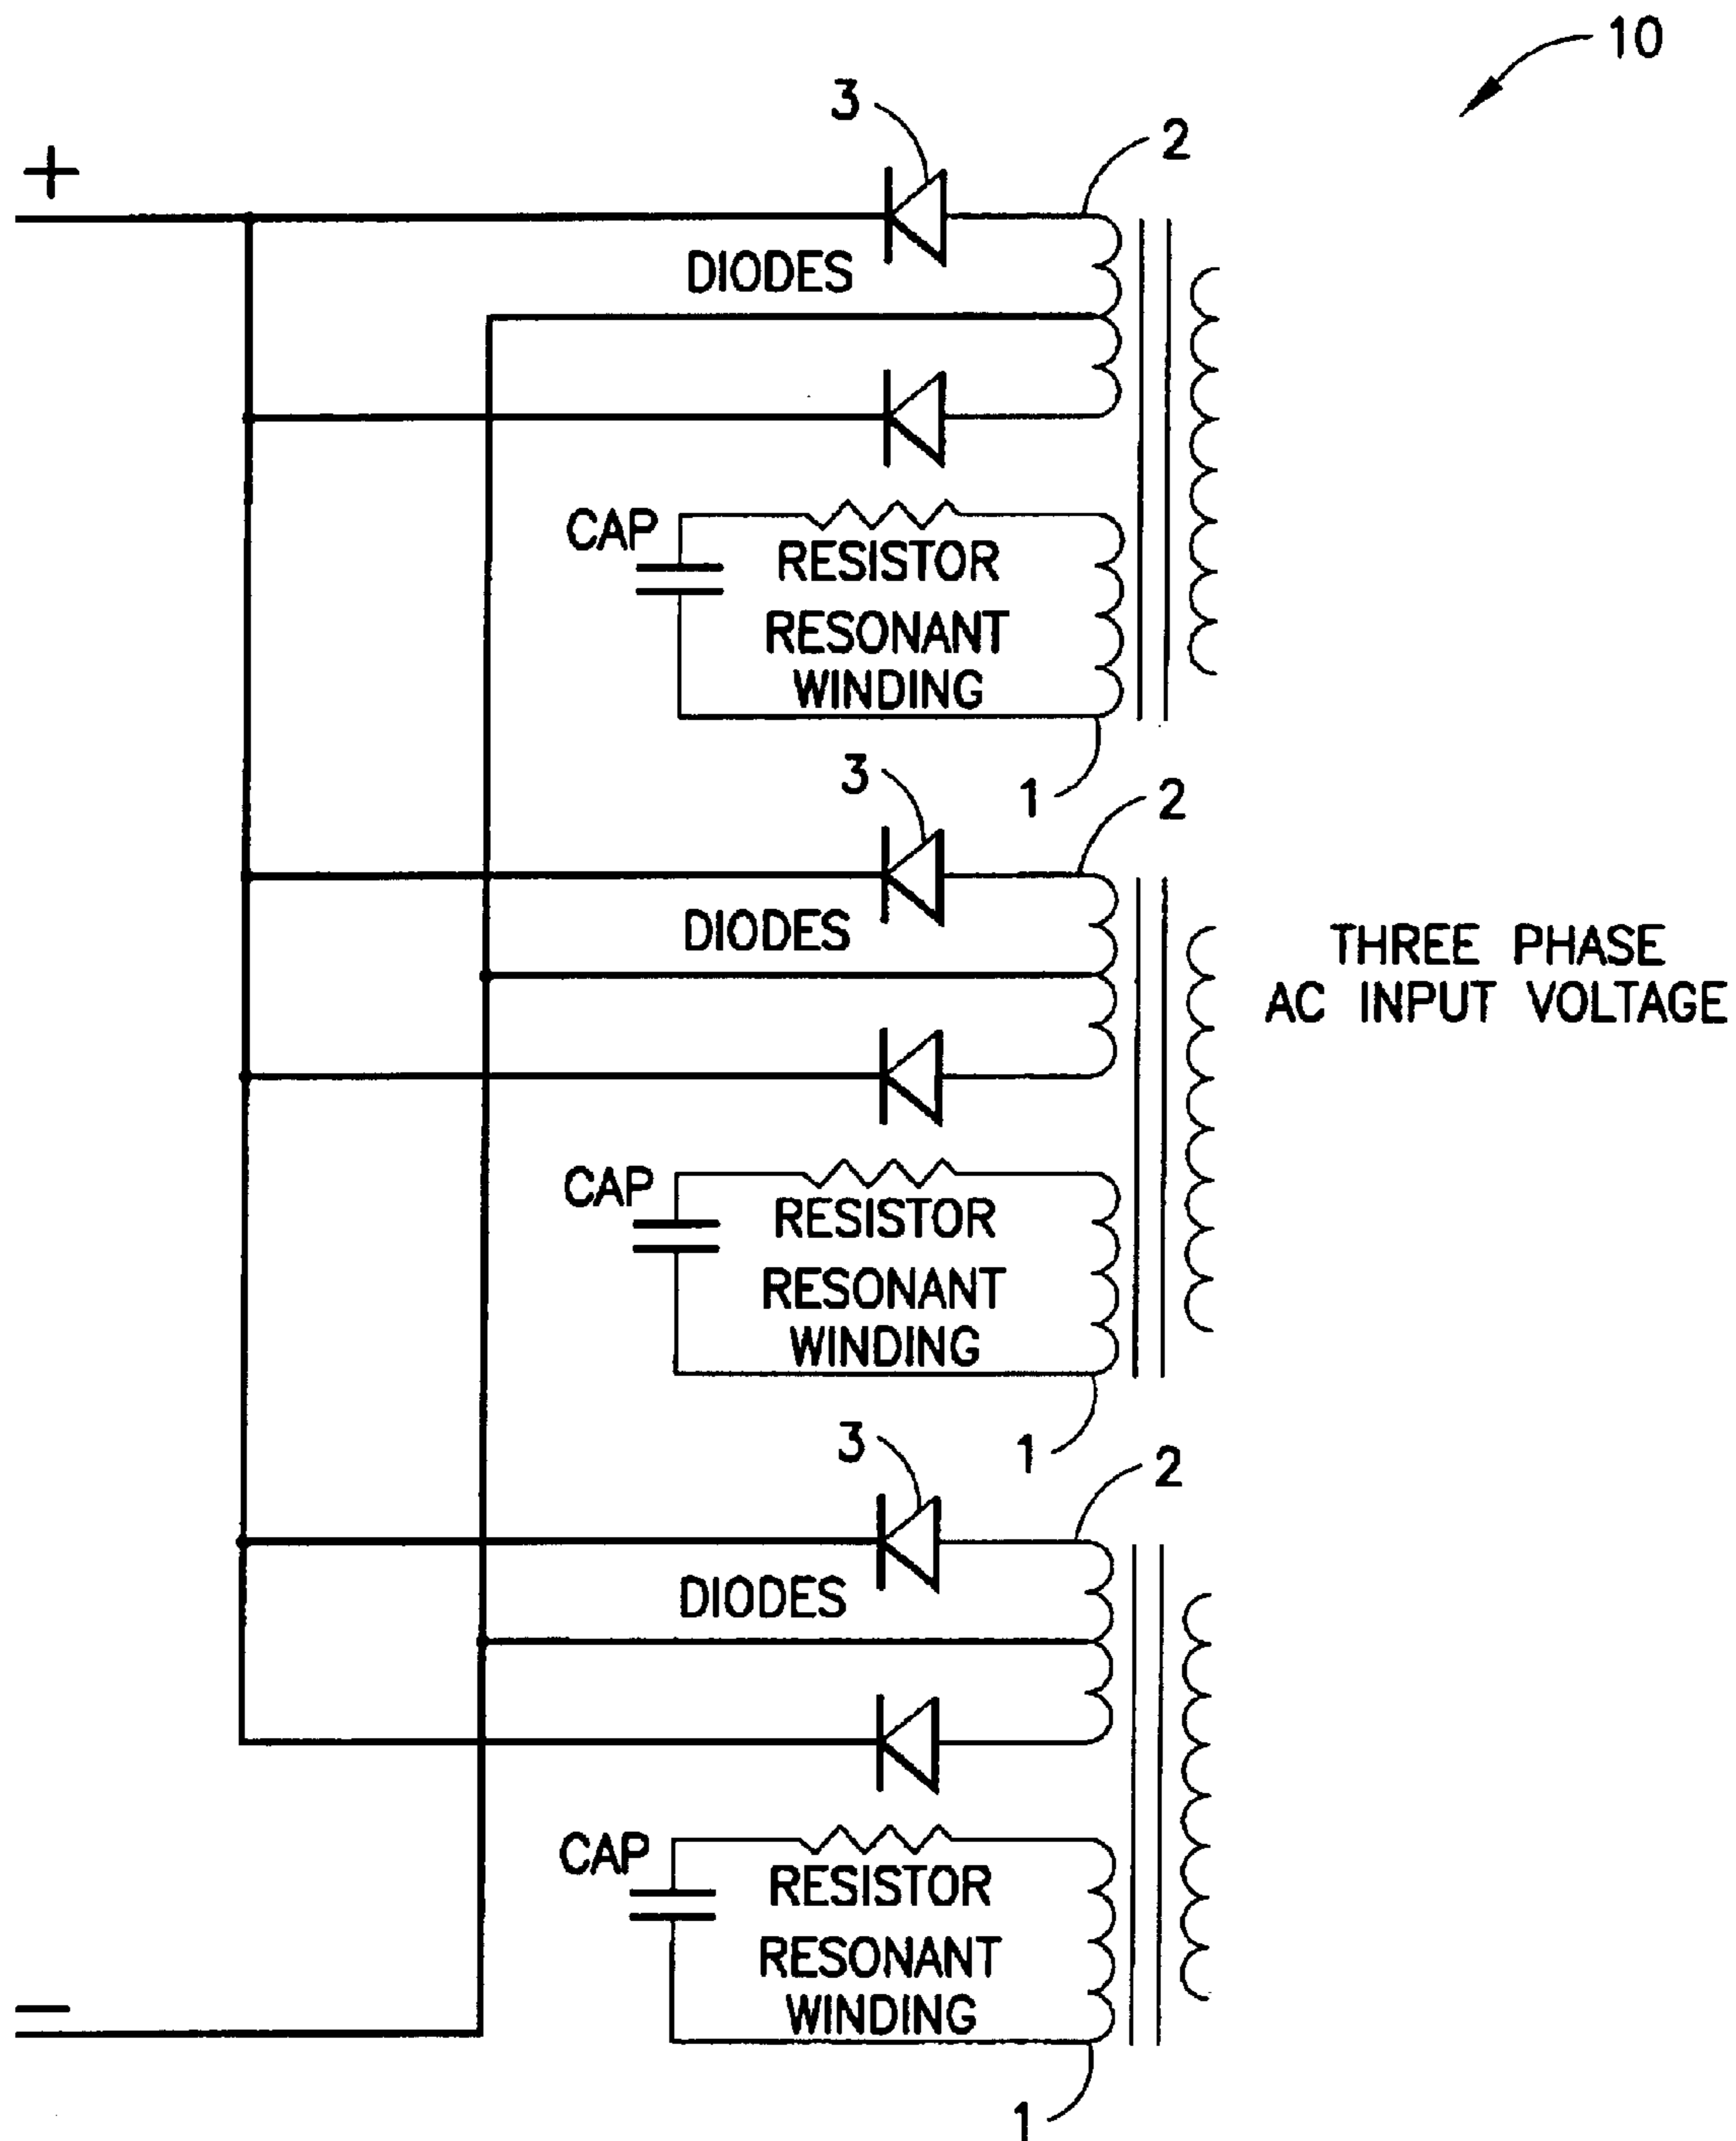 10
3
2
+
DIODES
CAP
RESISTOR
RESONANT
WINDING
1
3
2
DIODES
THREE PHASE
AC INPUT VOLTAGE
CAP
RESISTOR
RESONANT
WINDING
1
3
2
DIODES
CAP
RESISTOR
RESONANT
WINDING
−
1